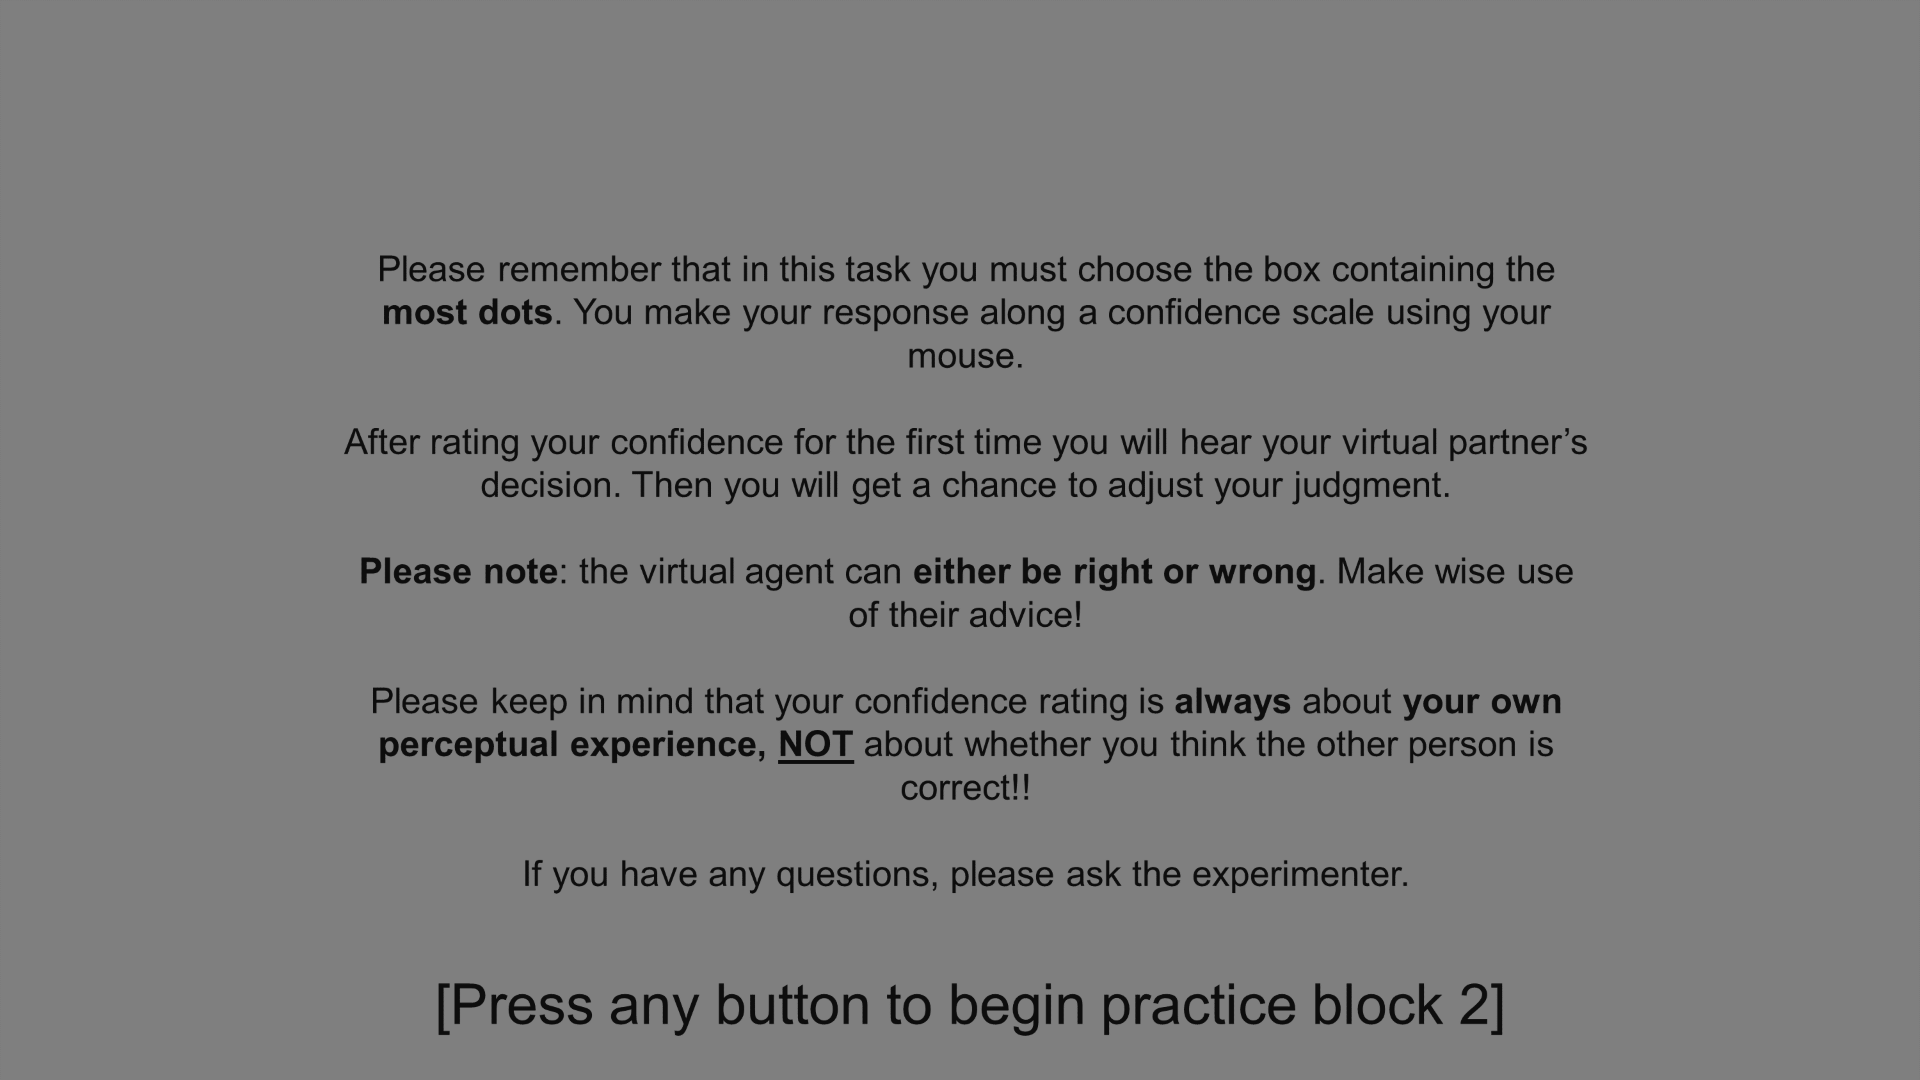 Please remember that in this task you must choose the box containing the
most dots. You make your response along a confidence scale using your
mouse.
After rating your confidence for the first time you will hear your virtual partner’s
decision. Then you will get a chance to adjust your judgment.
Please note: the virtual agent can either be right or wrong. Make wise use
of their advice!
Please keep in mind that your confidence rating is always about your own
perceptual experience, NOT about whether you think the other person is
correct!!
If you have any questions, please ask the experimenter.
[Press any button to begin practice block 2]